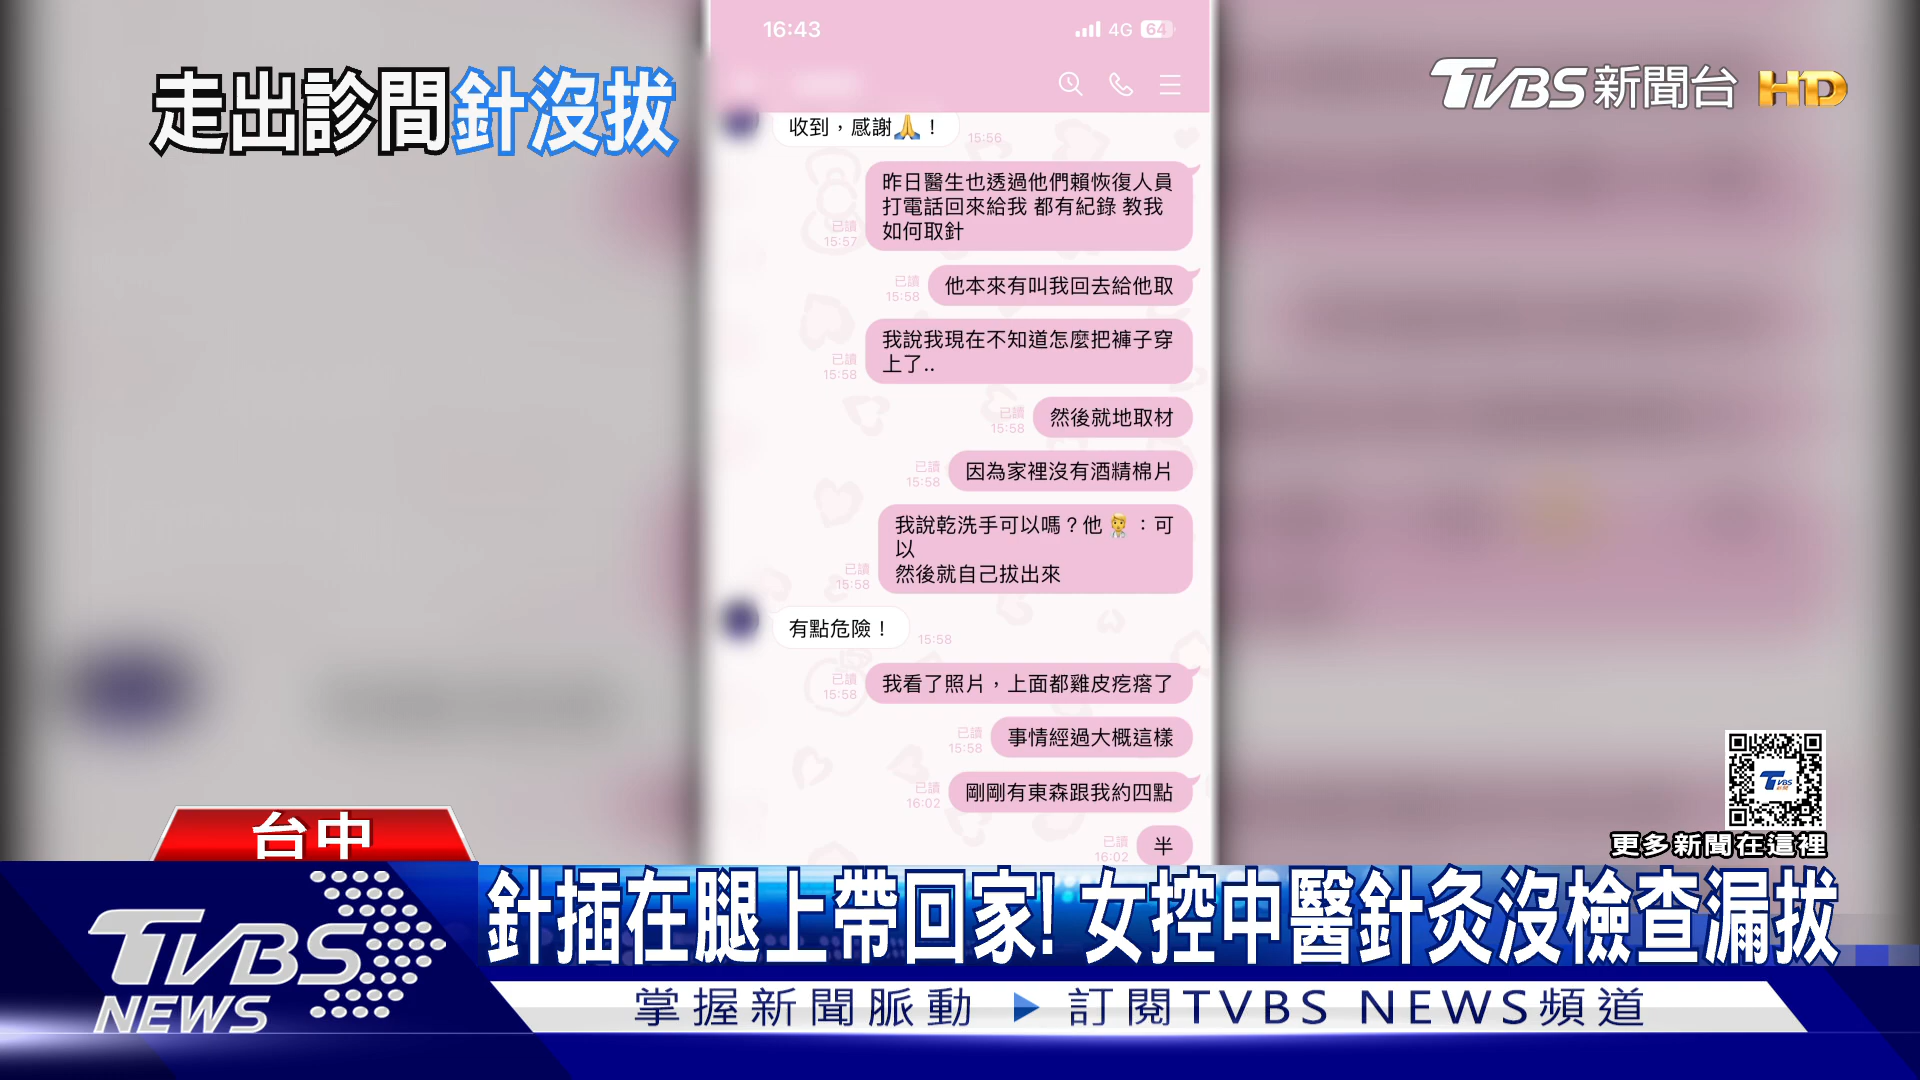 走出診間針沒拔
TVBS新聞台 HD
16:43
4G 64
收到，感謝🙏！
15:56
昨日醫生也透過他們賴恢復人員
打電話回來給我 都有紀錄 教我
如何取針
已讀
15:57
他本來有叫我回去給他取
已讀
15:58
我說我現在不知道怎麼把褲子穿
上了..
已讀
15:58
然後就地取材
已讀
15:58
因為家裡沒有酒精棉片
已讀
15:58
我說乾洗手可以嗎？他👨‍⚕️：可
以
然後就自己拔出來
已讀
15:58
有點危險！
15:58
我看了照片，上面都雞皮疙瘩了
已讀
15:58
事情經過大概這樣
已讀
15:58
剛剛有東森跟我約四點
已讀
16:02
半
已讀
16:02
TVBS
更多新聞在這裡
台中
針插在腿上帶回家! 女控中醫針灸沒檢查漏拔
TVBS
NEWS
掌握新聞脈動 ▶ 訂閱TVBS NEWS頻道